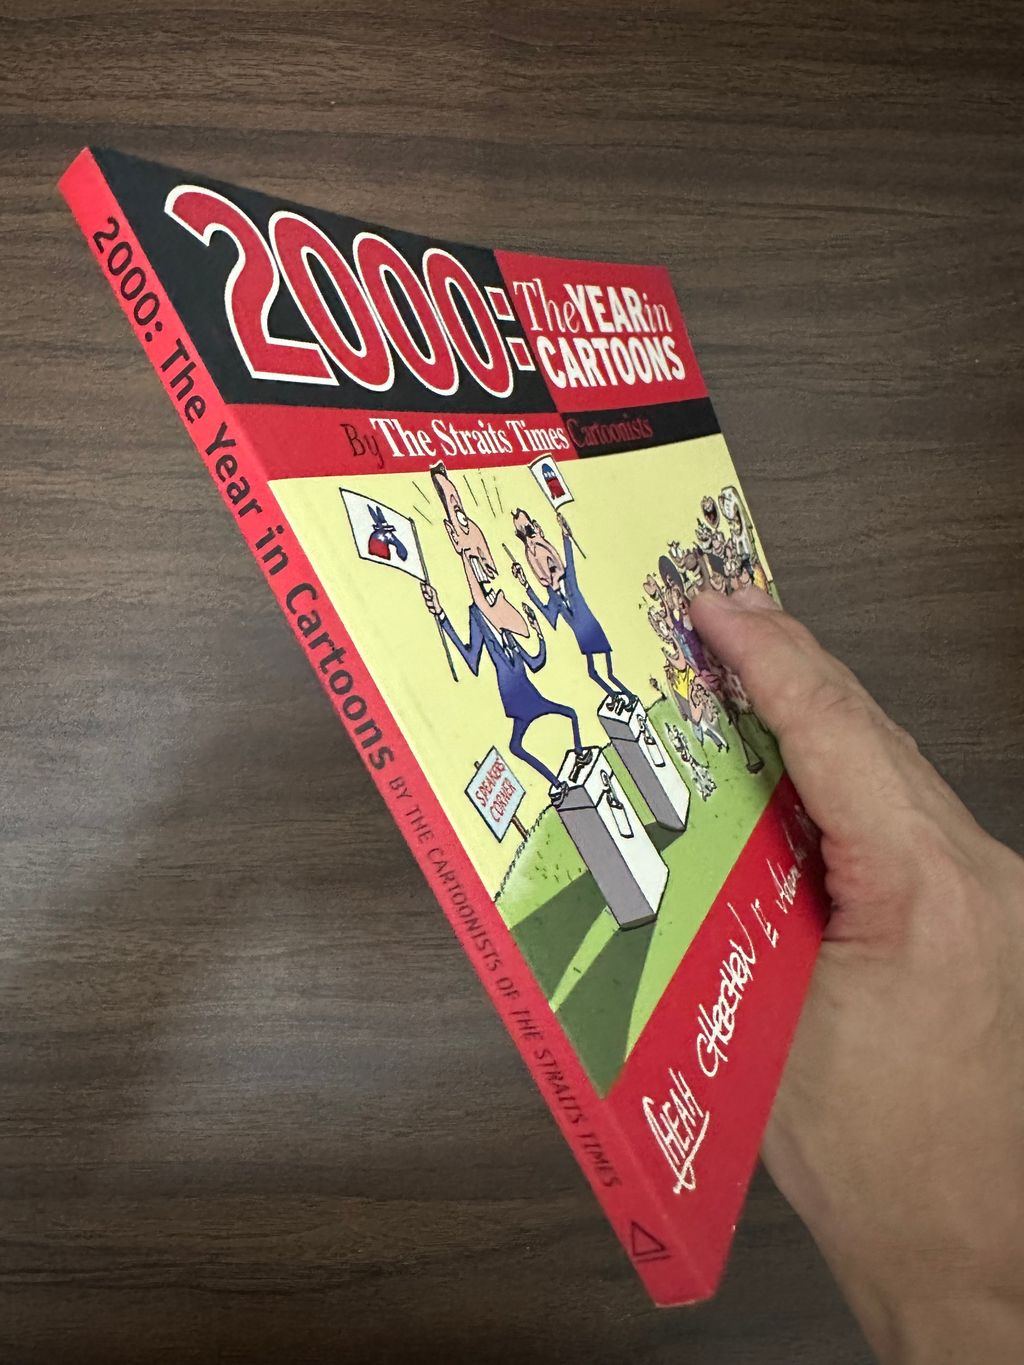 2000:
The YEAR in
CARTOONS
By The Straits Times Cartoonists
SPEAKERS'
CORNER
CHEAH
2000: The Year in Cartoons BY THE CARTOONISTS OF THE STRAITS TIMES